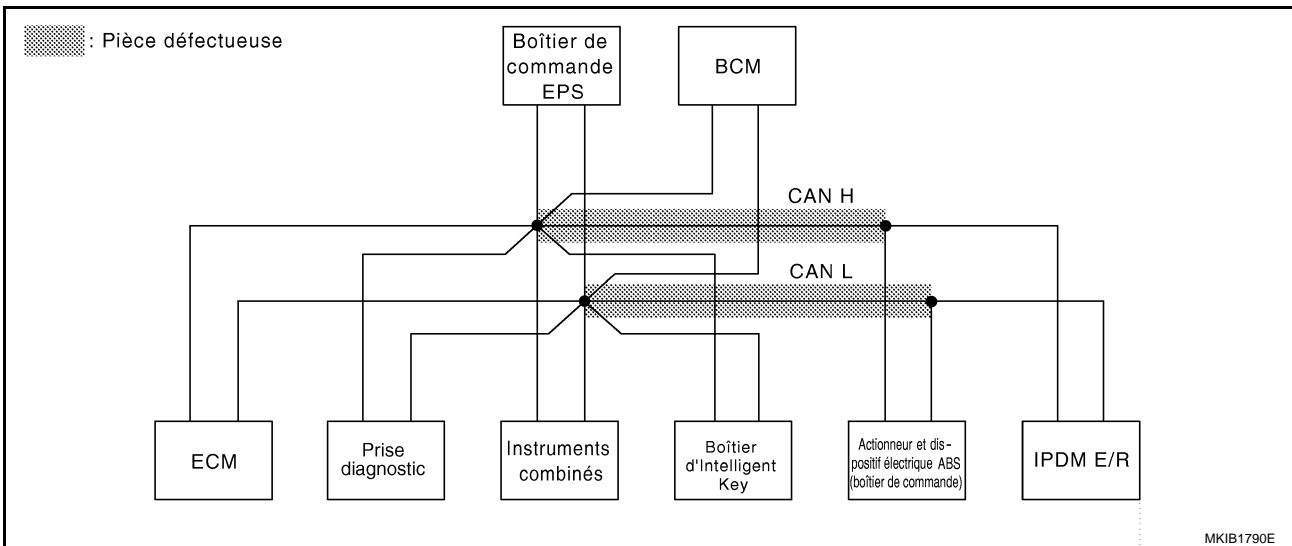 : Pièce défectueuse
Boîtier de
commande
EPS
BCM
CAN H
CAN L
ECM
Prise
diagnostic
Instruments
combinés
Boîtier
d'Intelligent
Key
Actionneur et dis-
positif électrique ABS
(boîtier de commande)
IPDM E/R
MKIB1790E